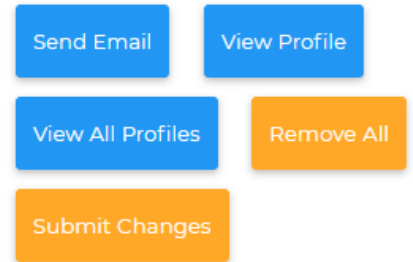 Send Email
View Profile
View All Profiles
Remove All
Submit Changes